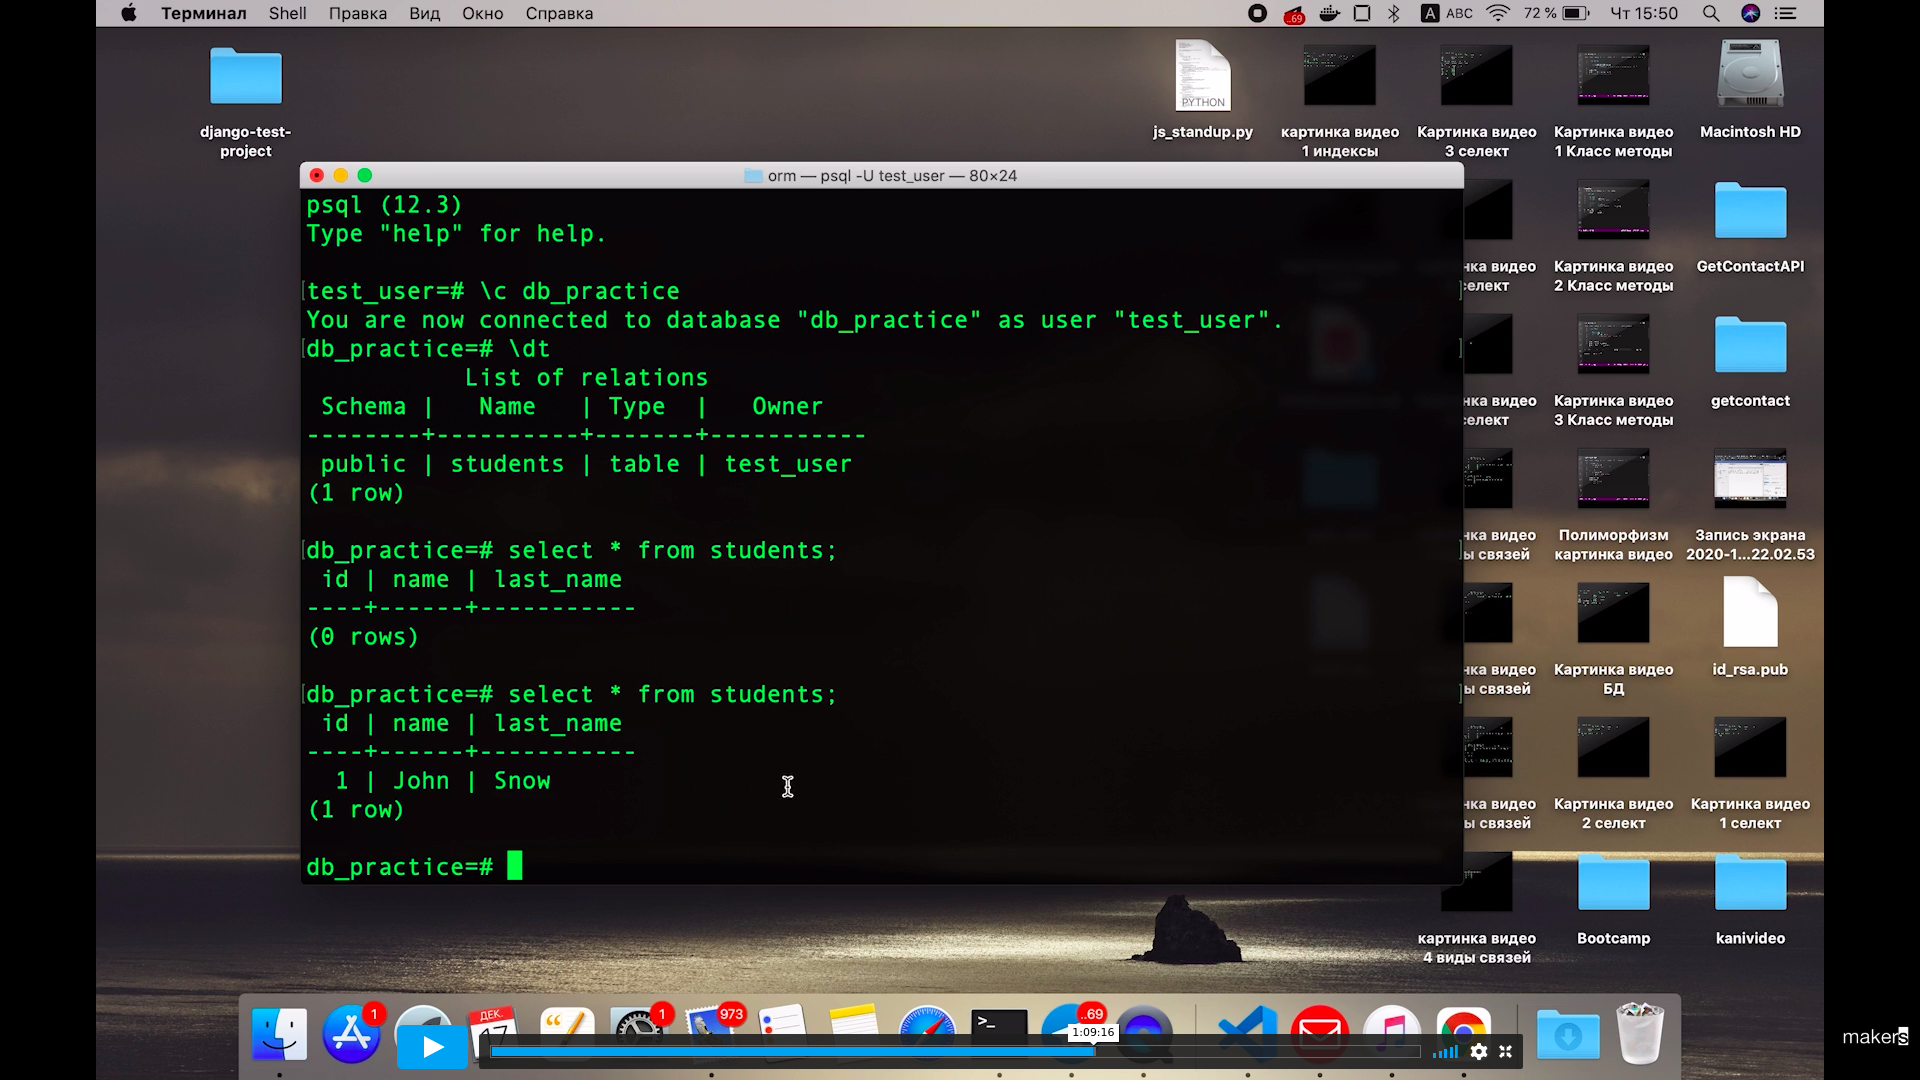 Терминал Shell Правка Вид Окно Справка
..69 A ABC 72 % Чт 15:50
django-test-
project
PYTHON
js_standup.py
картинка видео
1 индексы
Картинка видео
3 селект
Картинка видео
1 Класс методы
Macintosh HD
orm — psql -U test_user — 80×24
psql (12.3)
Type "help" for help.
test_user=# \c db_practice
You are now connected to database "db_practice" as user "test_user".
db_practice=# \dt
List of relations
Schema | Name | Type | Owner
--------+----------+-------+-----------
public | students | table | test_user
(1 row)
db_practice=# select * from students;
id | name | last_name
----+------+-----------
(0 rows)
db_practice=# select * from students;
id | name | last_name
----+------+-----------
1 | John | Snow
(1 row)
db_practice=#
нка видео
селект
Картинка видео
2 Класс методы
GetContactAPI
нка видео
селект
Картинка видео
3 Класс методы
getcontact
нка видео
ы связей
Полиморфизм
картинка видео
Запись экрана
2020-1...22.02.53
нка видео
ы связей
Картинка видео
БД
id_rsa.pub
нка видео
ы связей
Картинка видео
2 селект
Картинка видео
1 селект
картинка видео
4 виды связей
Bootcamp
kanivideo
1
ДЕК.
1
973
..69
1:09:16
makers